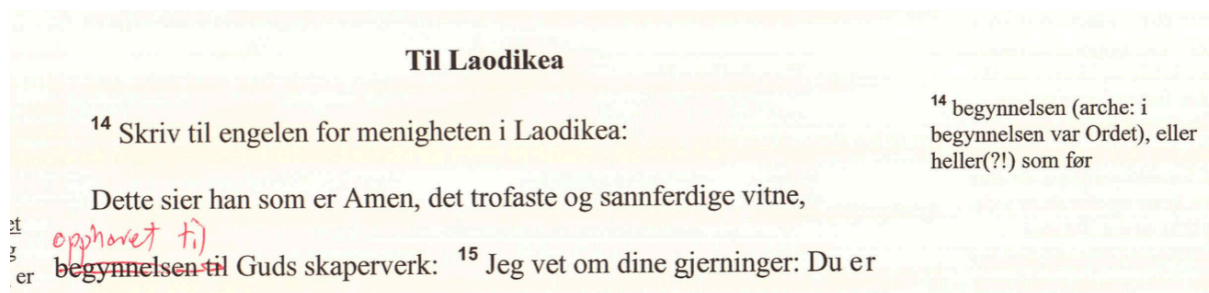 Til Laodikea
14 Skriv til engelen for menigheten i Laodikea:
Dette sier han som er Amen, det trofaste og sannferdige vitne,
opphavet til
begynnelsen til Guds skaperverk: 15 Jeg vet om dine gjerninger: Du er
et
g
er
14 begynnelsen (arche: i
begynnelsen var Ordet), eller
heller(?!) som før